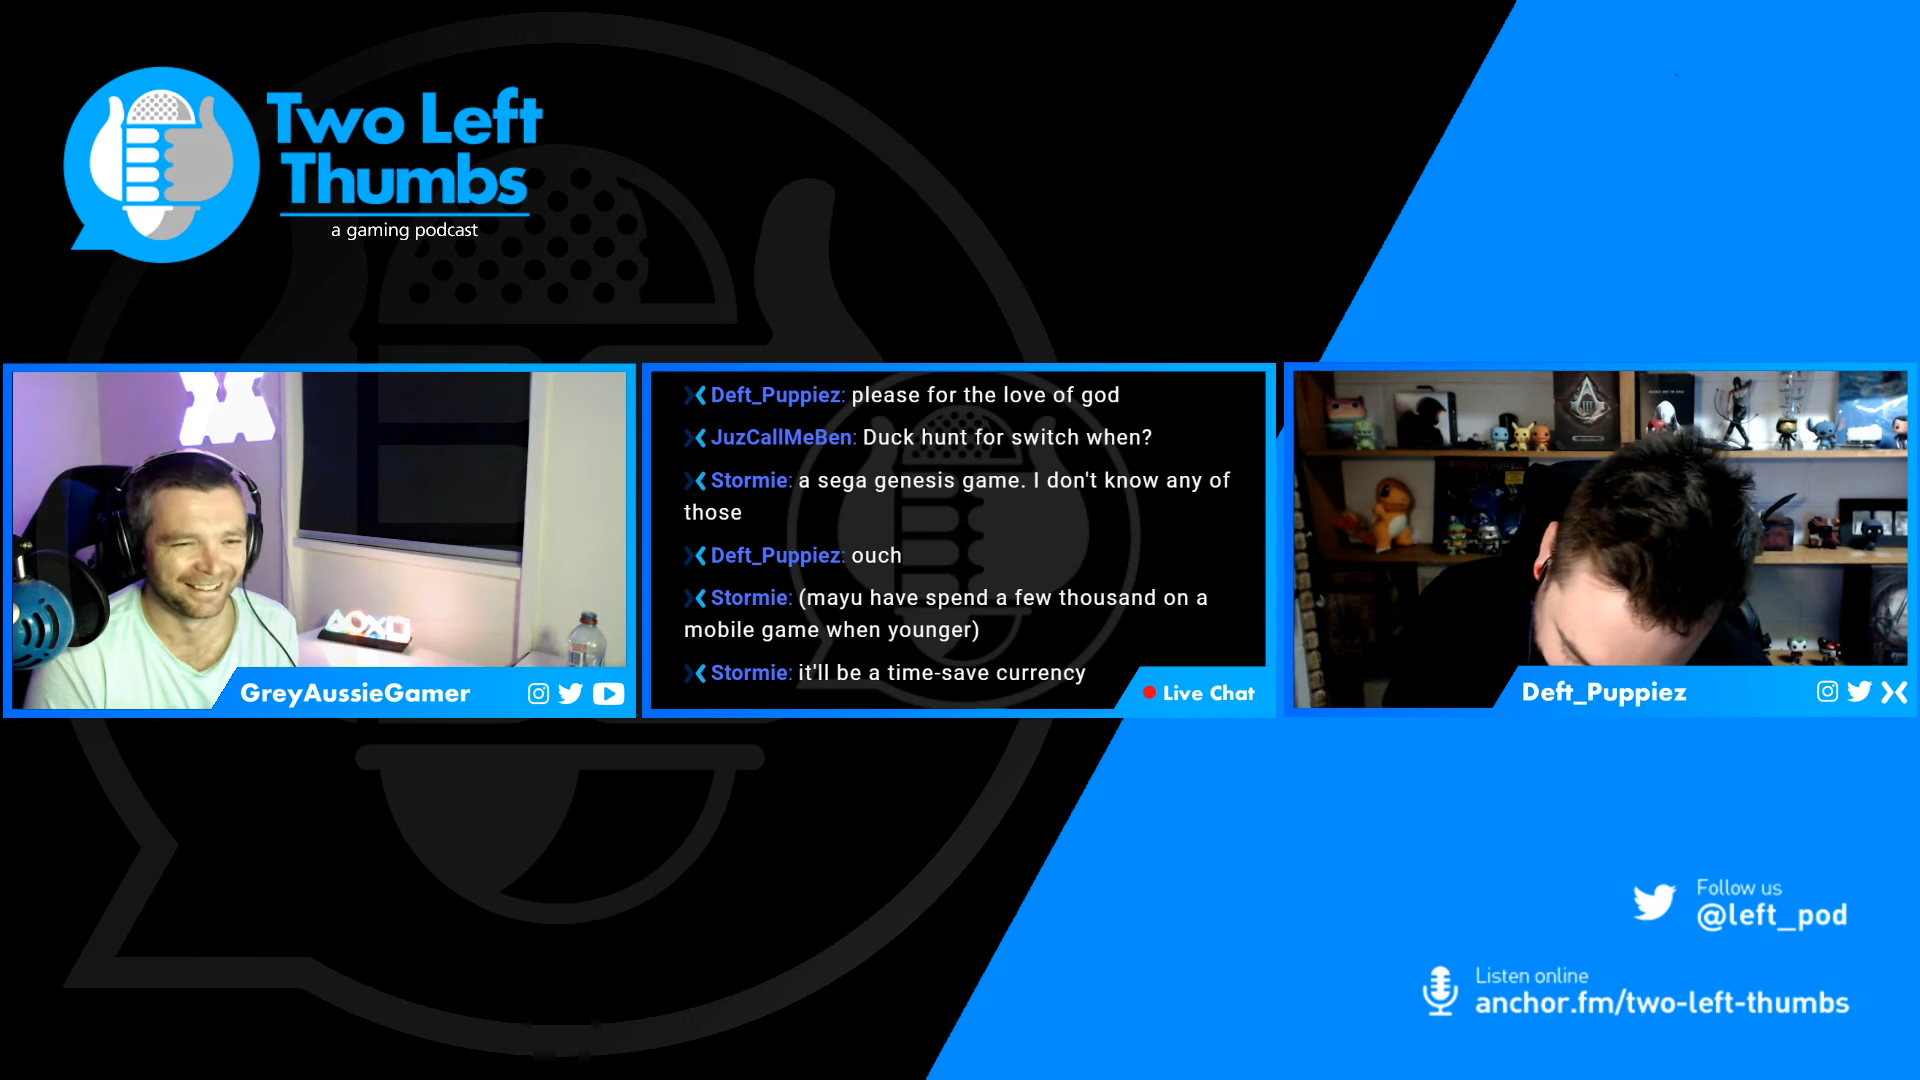 Two Left
Thumbs
a gaming podcast
Deft_Puppiez: please for the love of god
JuzCallMeBen: Duck hunt for switch when?
Stormie: a sega genesis game. I don't know any of
those
Deft_Puppiez: ouch
Stormie: (mayu have spend a few thousand on a
mobile game when younger)
Stormie: it'll be a time-save currency
Live Chat
GreyAussieGamer
Deft_Puppiez
Follow us
@left_pod
Listen online
anchor.fm/two-left-thumbs